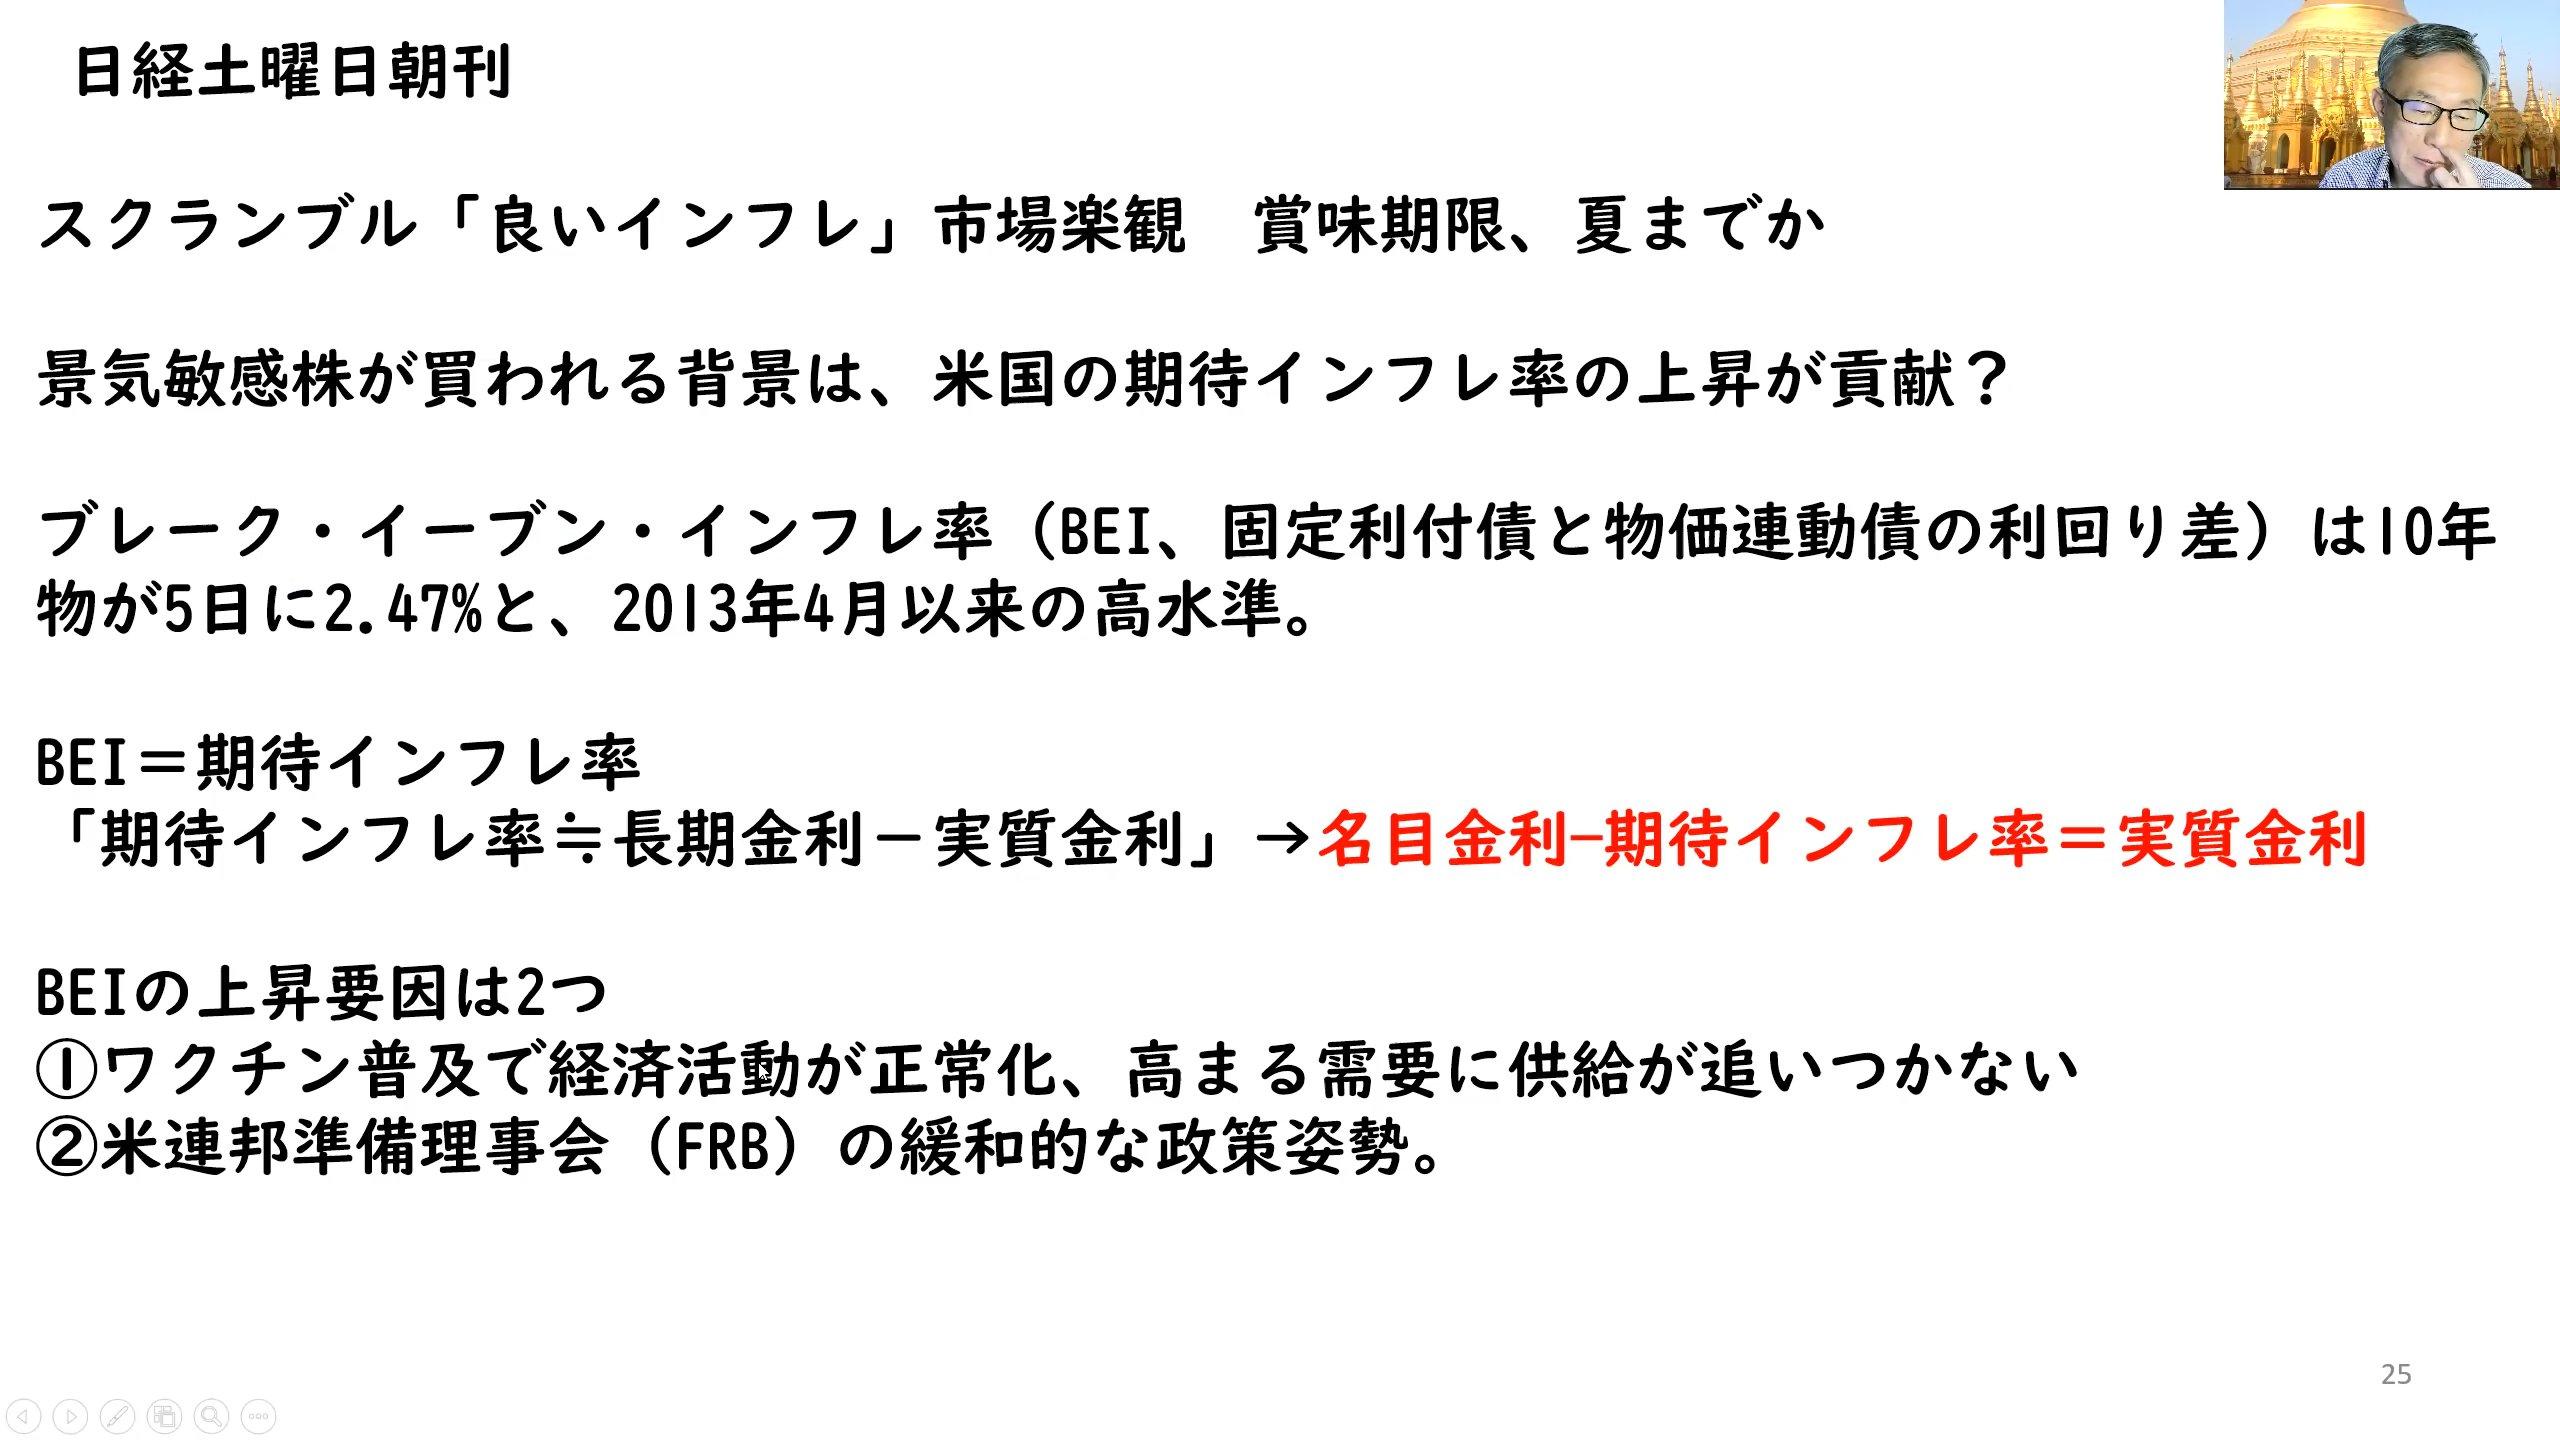 日経土曜日朝刊
スクランブル「良いインフレ」市場楽観　賞味期限、夏までか
景気敏感株が買われる背景は、米国の期待インフレ率の上昇が貢献？
ブレーク・イーブン・インフレ率（BEI、固定利付債と物価連動債の利回り差）は10年
物が5日に2.47%と、2013年4月以来の高水準。
BEI＝期待インフレ率
「期待インフレ率≒長期金利－実質金利」→名目金利−期待インフレ率＝実質金利
BEIの上昇要因は2つ
①ワクチン普及で経済活動が正常化、高まる需要に供給が追いつかない
②米連邦準備理事会（FRB）の緩和的な政策姿勢。
25